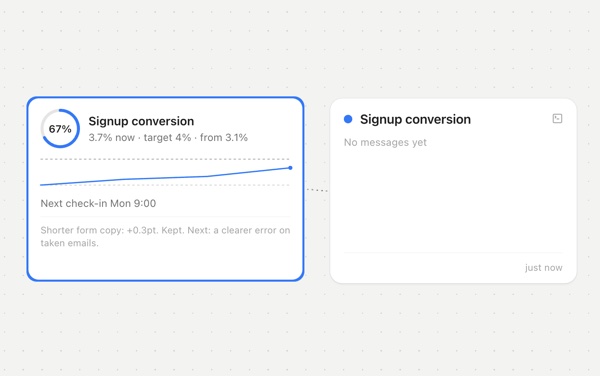 67%
Signup conversion
3.7% now · target 4% · from 3.1%
Next check-in Mon 9:00
Shorter form copy: +0.3pt. Kept. Next: a clearer error on
taken emails.
Signup conversion
No messages yet
just now